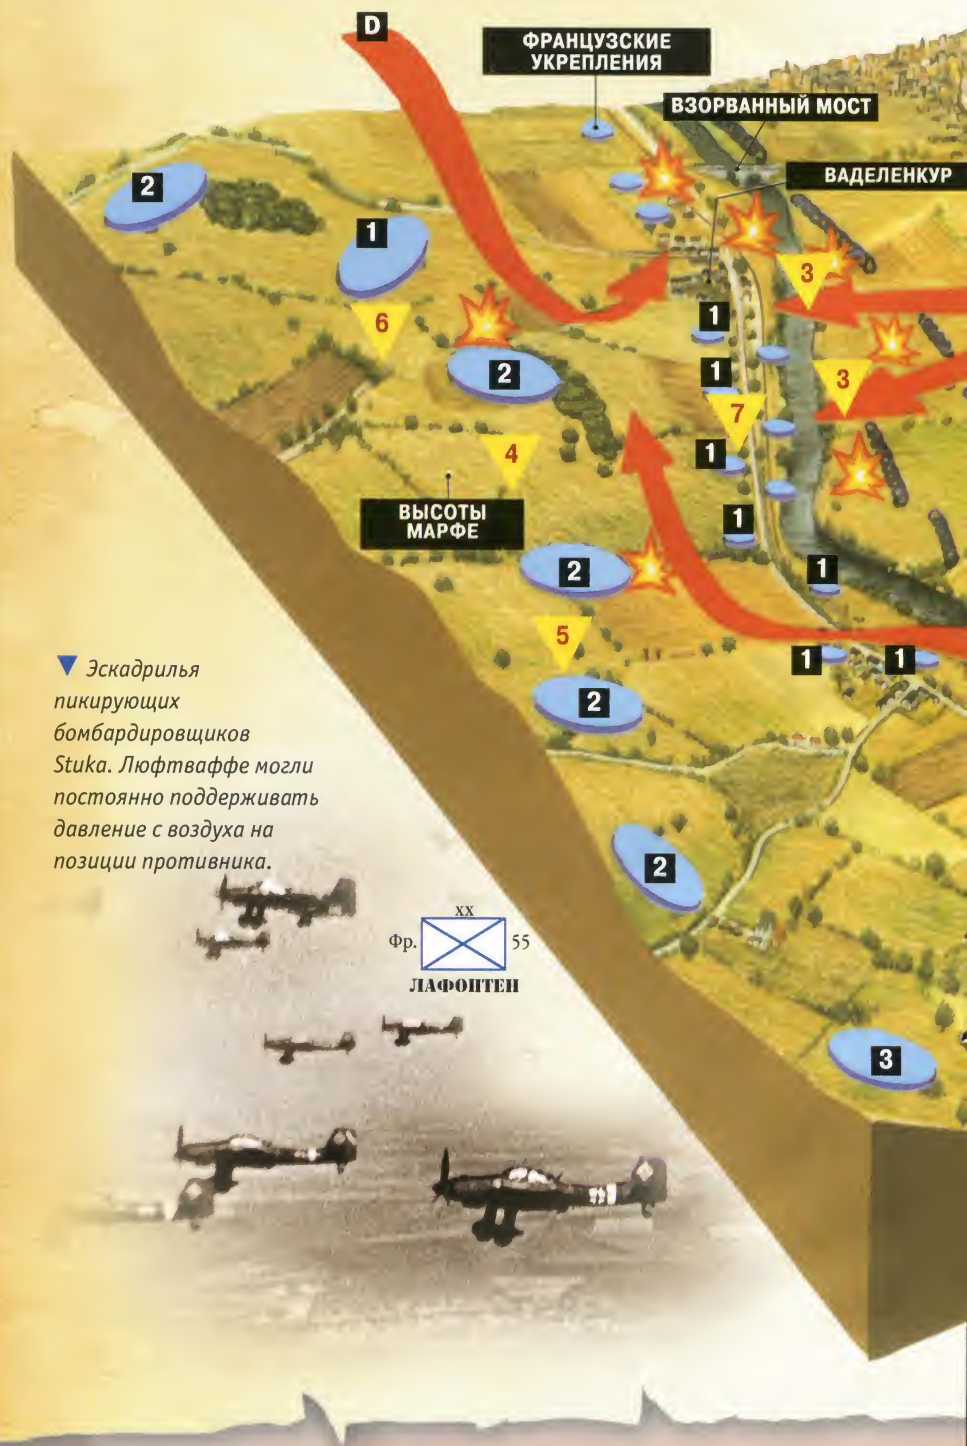 D
ФРАНЦУЗСКИЕ
УКРЕПЛЕНИЯ
ВЗОРВАННЫЙ МОСТ
ВАДЕЛЕНКУР
2
1
3
6
1
2
1
3
7
4
1
ВЫСОТЫ
МАРФЕ
1
2
1
5
1
1
2
2
3
Эскадрилья
пикирующих
бомбардировщиков
Stuka. Люфтваффе могли
постоянно поддерживать
давление с воздуха на
позиции противника.
XX
Фр. 55
ЛАФОНТЕН